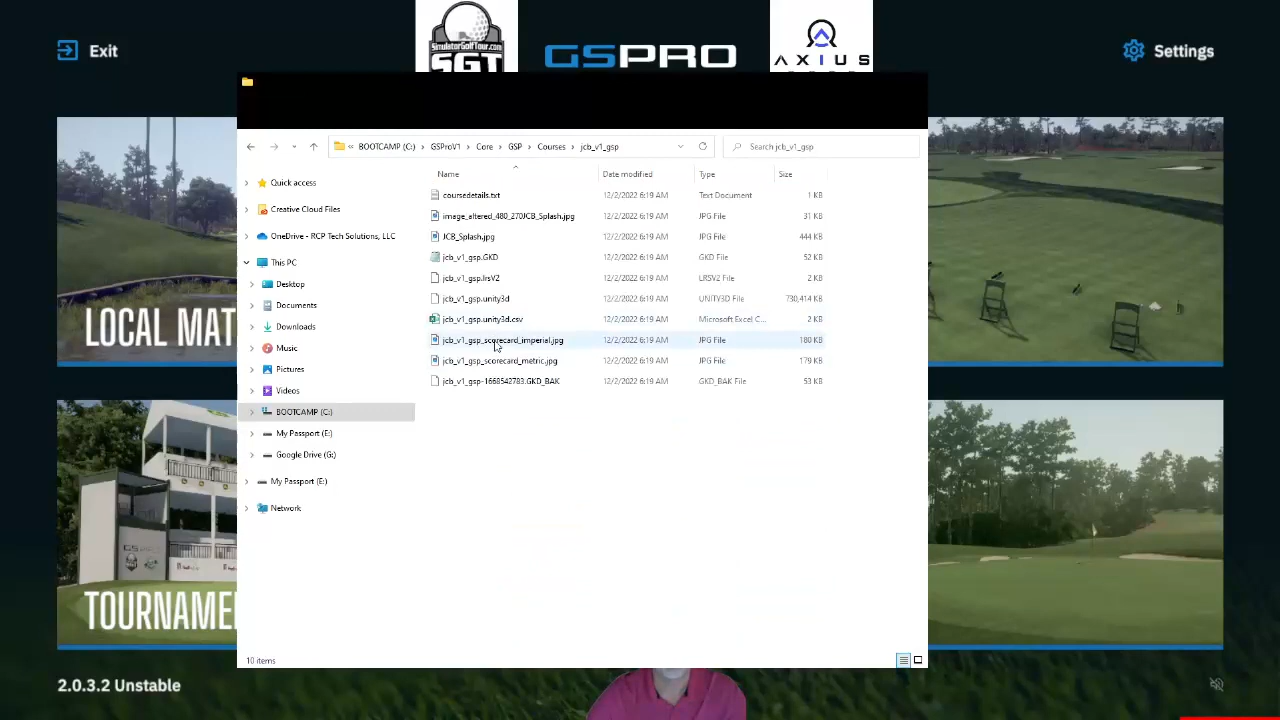 Exit
SimulatorGolfTour.com
SGT
GSPRO
AXIUS
Settings
« BOOTCAMP (C:) › GSProV1 › Core › GSP › Courses › jcb_v1_gsp
Search jcb_v1_gsp
Name Date modified Type Size
Quick access
Creative Cloud Files
OneDrive - RCP Tech Solutions, LLC
This PC
Desktop
Documents
Downloads
Music
Pictures
Videos
BOOTCAMP (C:)
My Passport (E:)
Google Drive (G:)
My Passport (E:)
Network
coursedetails.txt 12/2/2022 6:19 AM Text Document 1 KB
image_altered_480_270JCB_Splash.jpg 12/2/2022 6:19 AM JPG File 31 KB
JCB_Splash.jpg 12/2/2022 6:19 AM JPG File 444 KB
jcb_v1_gsp.GKD 12/2/2022 6:19 AM GKD File 52 KB
jcb_v1_gsp.lrsV2 12/2/2022 6:19 AM LRSV2 File 2 KB
jcb_v1_gsp.unity3d 12/2/2022 6:19 AM UNITY3D File 730,414 KB
jcb_v1_gsp.unity3d.csv 12/2/2022 6:19 AM Microsoft Excel C... 2 KB
jcb_v1_gsp_scorecard_imperial.jpg 12/2/2022 6:19 AM JPG File 180 KB
jcb_v1_gsp_scorecard_metric.jpg 12/2/2022 6:19 AM JPG File 179 KB
jcb_v1_gsp-1668542783.GKD_BAK 12/2/2022 6:19 AM GKD_BAK File 53 KB
LOCAL MAT
TOURNAME
10 items
2.0.3.2 Unstable